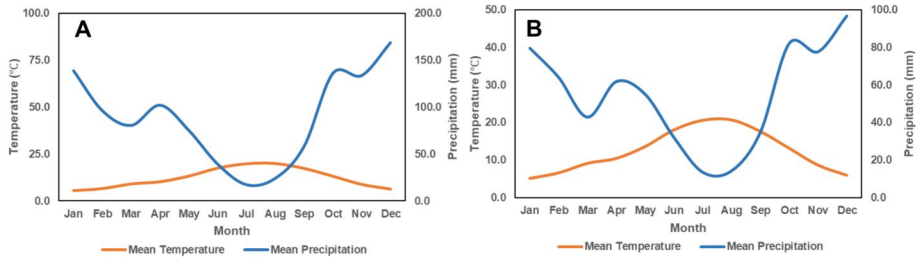 A
100.0
75.0
50.0
25.0
0.0
Temperature (°C)
200.0
150.0
100.0
50.0
0.0
Precipitation (mm)
Jan Feb Mar Apr May Jun Jul Aug Sep Oct Nov Dec
Month
Mean Temperature Mean Precipitation
B
50.0
40.0
30.0
20.0
10.0
0.0
Temperature (°C)
100.0
80.0
60.0
40.0
20.0
0.0
Precipitation (mm)
Jan Feb Mar Apr May Jun Jul Aug Sep Oct Nov Dec
Month
Mean Temperature Mean Precipitation